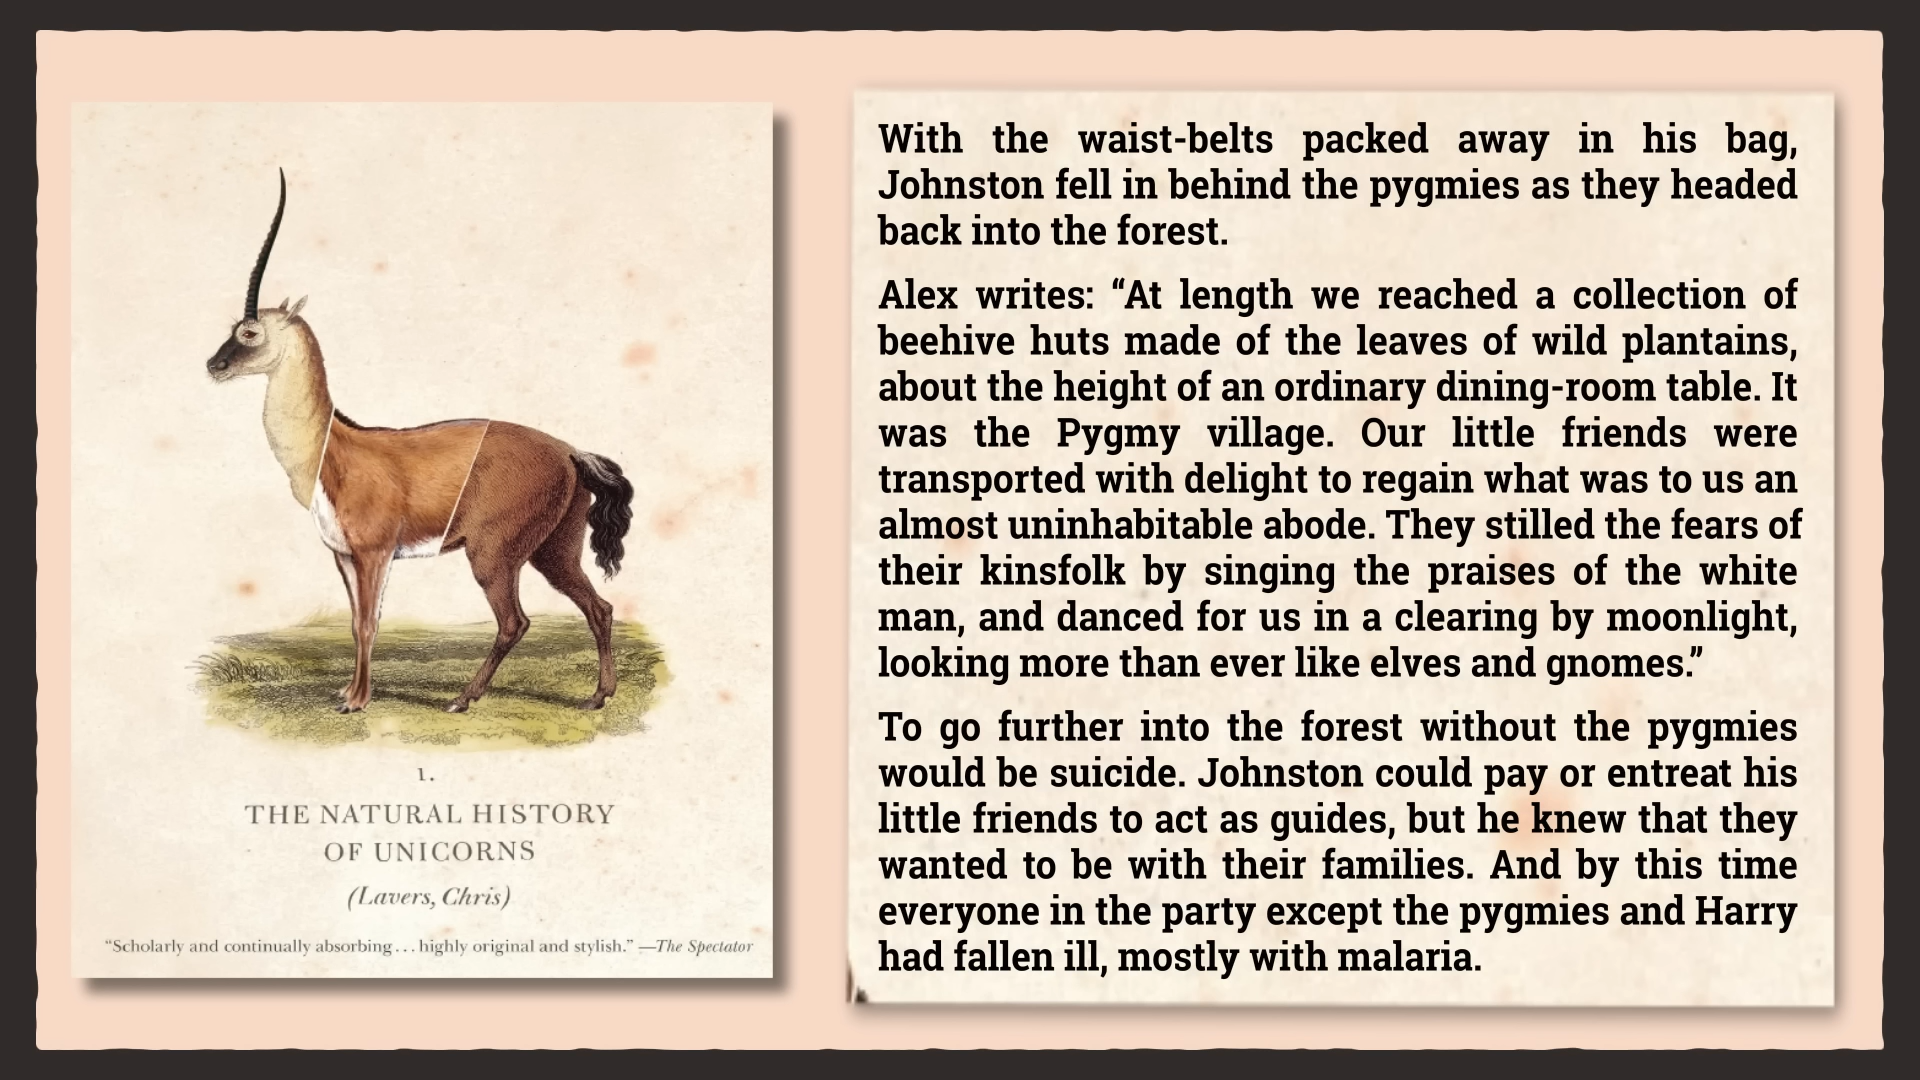 1.
THE NATURAL HISTORY
OF UNICORNS
(Lavers, Chris)
“Scholarly and continually absorbing . . . highly original and stylish.” —The Spectator
With the waist-belts packed away in his bag,
Johnston fell in behind the pygmies as they headed
back into the forest.
Alex writes: “At length we reached a collection of
beehive huts made of the leaves of wild plantains,
about the height of an ordinary dining-room table. It
was the Pygmy village. Our little friends were
transported with delight to regain what was to us an
almost uninhabitable abode. They stilled the fears of
their kinsfolk by singing the praises of the white
man, and danced for us in a clearing by moonlight,
looking more than ever like elves and gnomes.”
To go further into the forest without the pygmies
would be suicide. Johnston could pay or entreat his
little friends to act as guides, but he knew that they
wanted to be with their families. And by this time
everyone in the party except the pygmies and Harry
had fallen ill, mostly with malaria.